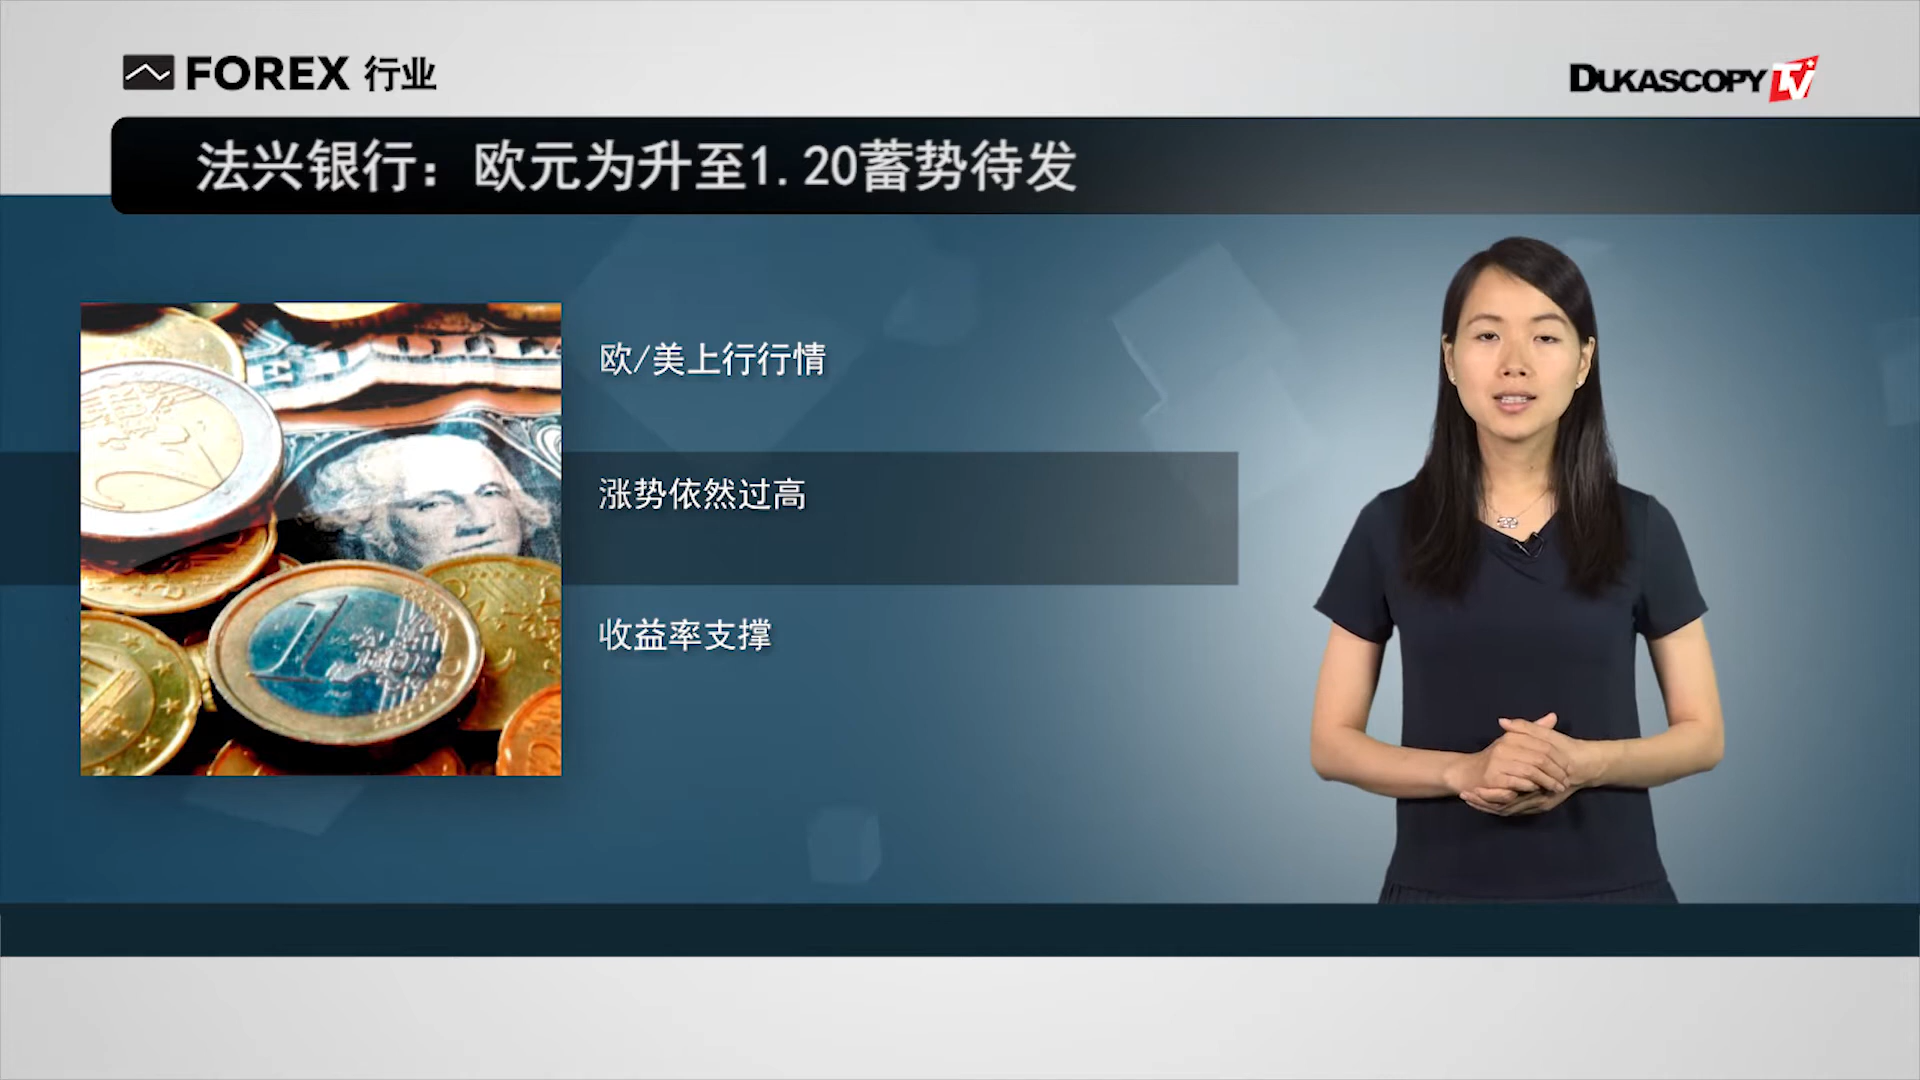 FOREX 行业
DUKASCOPY TV
法兴银行：欧元为升至1.20蓄势待发
欧/美上行行情
涨势依然过高
收益率支撑